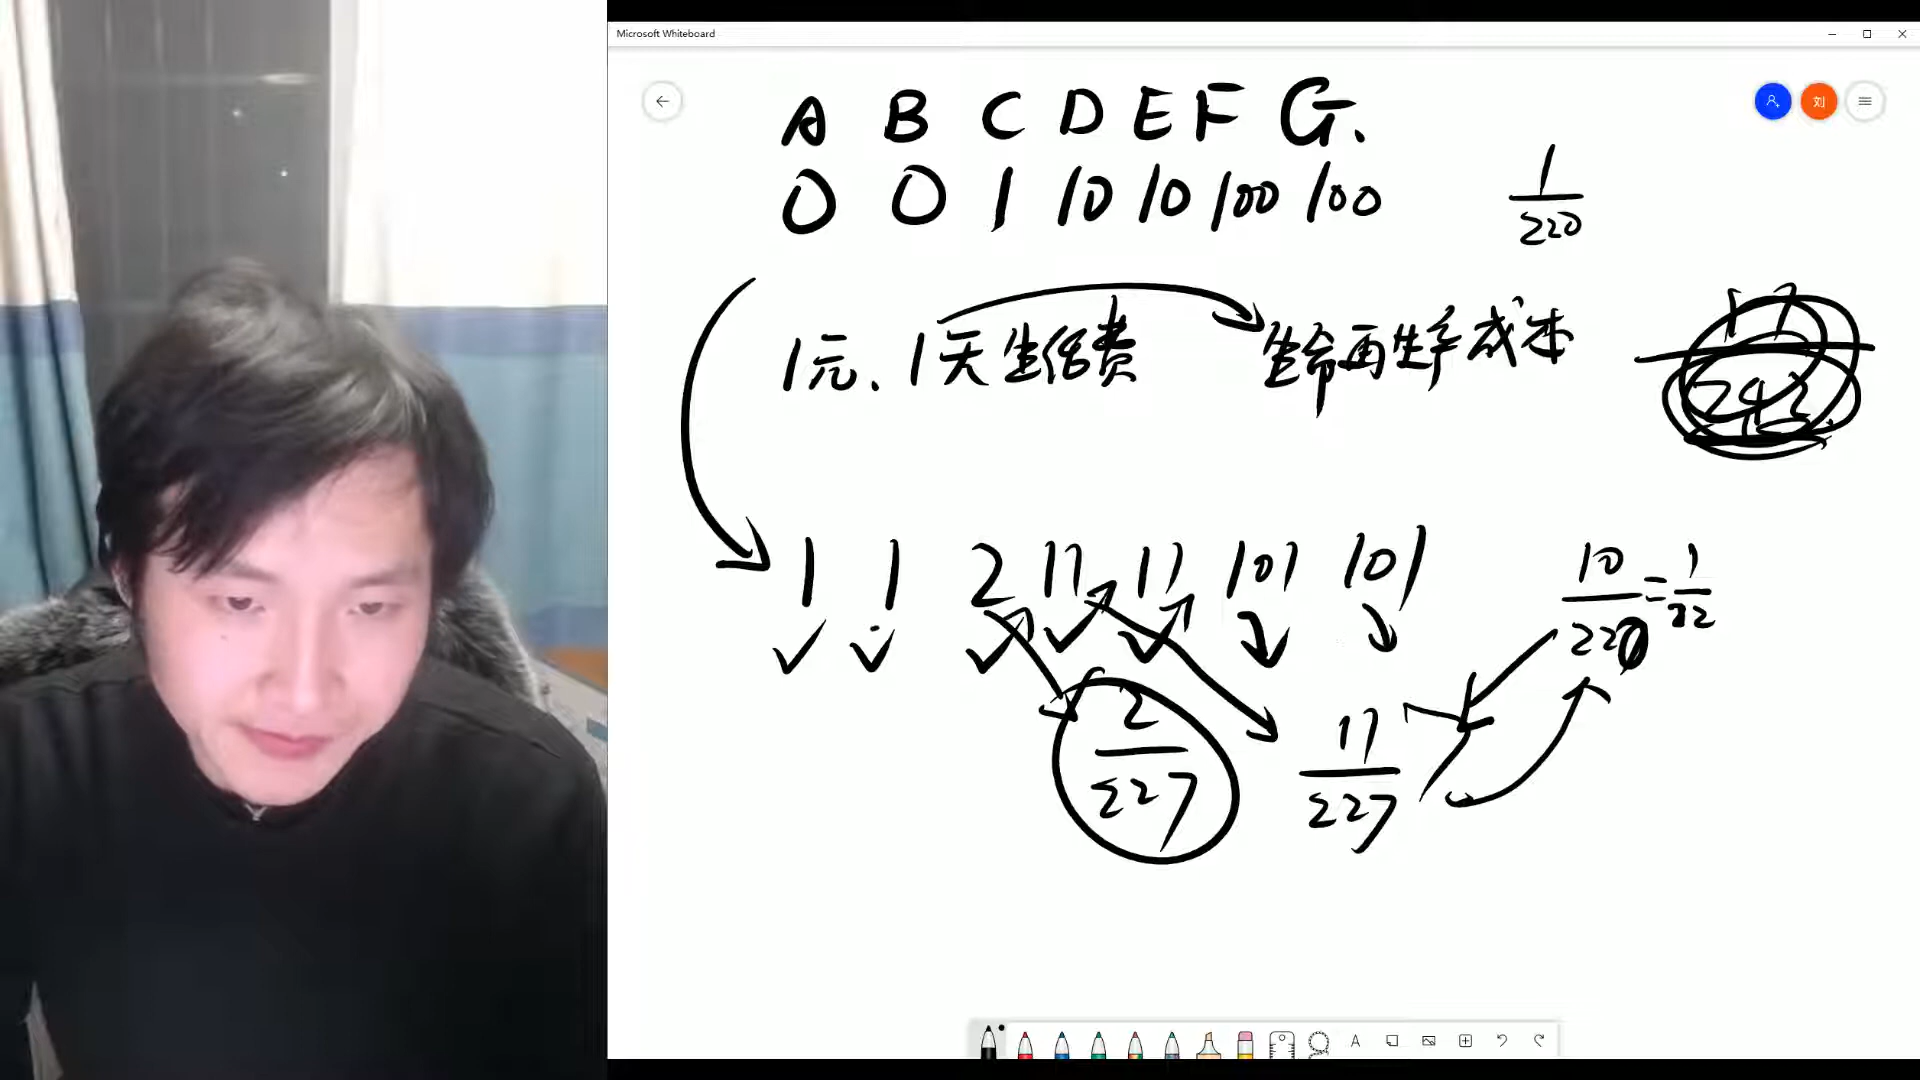 Microsoft Whiteboard
A B C D E F G.
刘
0 0 1 10 10 100 100
1/220
1元、1天生活费
生命再生产成本
1 1 2 11 11 101 101
10/220=1/22
2/227
11/227
A